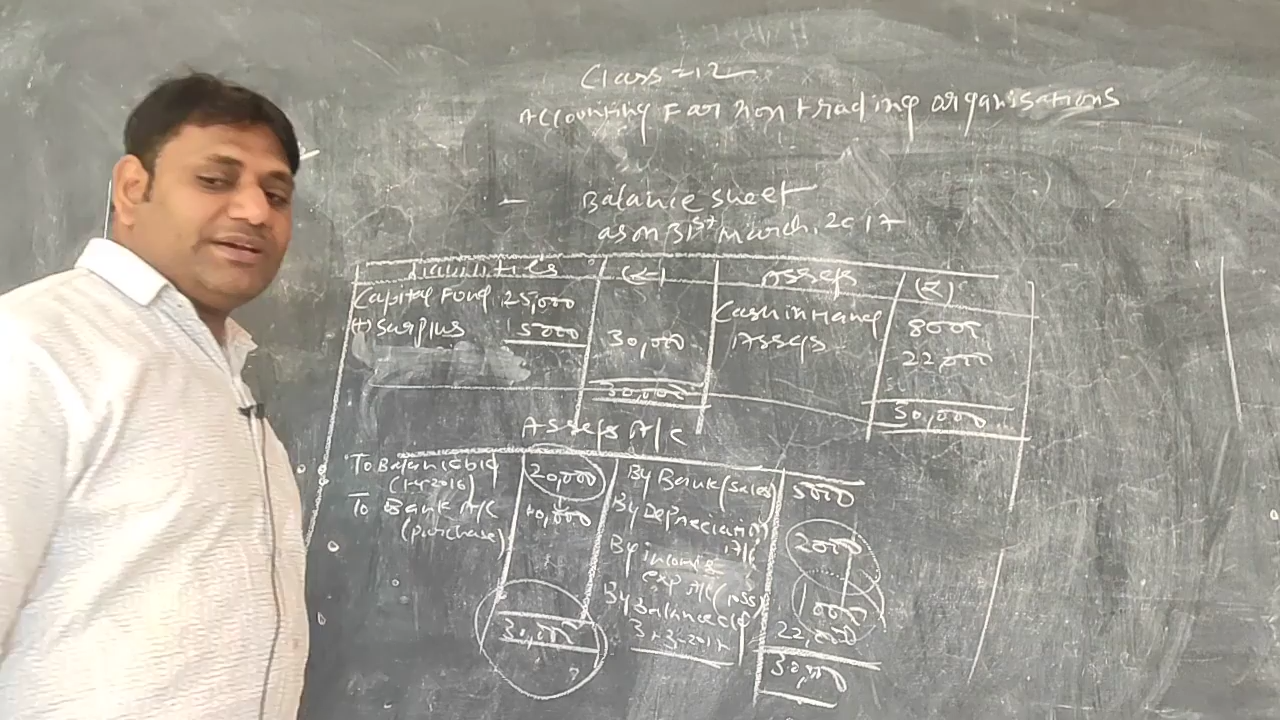 Class-12
Accounting For non trading organisations
- Balance sheet
as on 31st March, 2017
Liabilities (₹) Assets (₹)
Capital Fund 25,000 Cash in Hand 8000
(+) Surplus 5000 30,000 Assets 22,000
30,000 30,000
Assets A/C
To Balance b/d 20,000 By Bank (sales) 5000
(1-4-2016)
To Bank A/C 10,000 By Depreciation 2000
(purchase) A/C
By income &
exp A/C (loss) 1000
By Balance c/d 22,000
31-3-2017
30,000 30,000